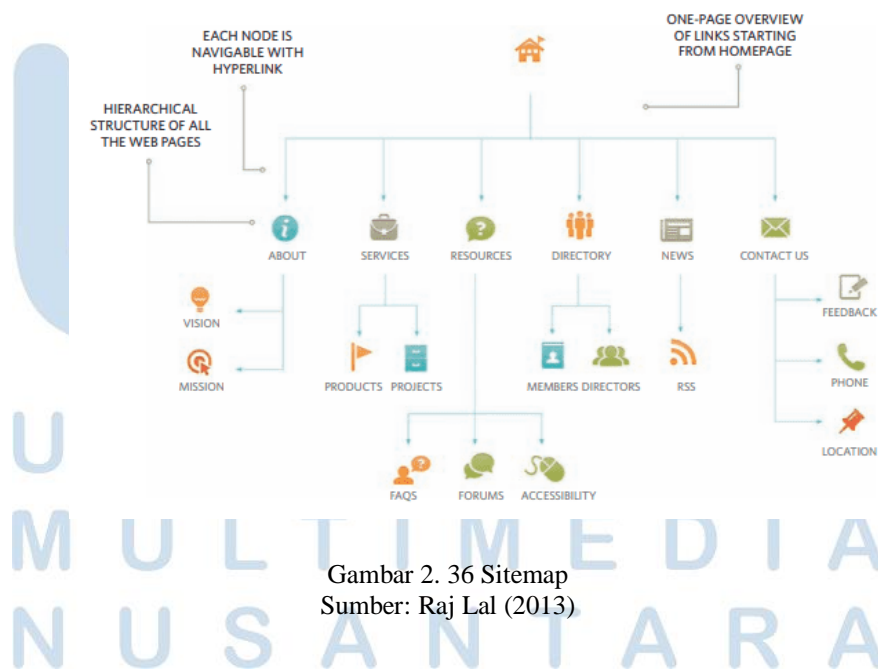 ONE-PAGE OVERVIEW
OF LINKS STARTING
FROM HOMEPAGE
EACH NODE IS
NAVIGABLE WITH
HYPERLINK
HIERARCHICAL
STRUCTURE OF ALL
THE WEB PAGES
ABOUT
SERVICES
RESOURCES
DIRECTORY
NEWS
CONTACT US
VISION
MISSION
PRODUCTS
PROJECTS
MEMBERS
DIRECTORS
RSS
FEEDBACK
PHONE
LOCATION
FAQS
FORUMS
ACCESSIBILITY
U
MULTIMEDIA
Gambar 2. 36 Sitemap
Sumber: Raj Lal (2013)
NUSANTARA